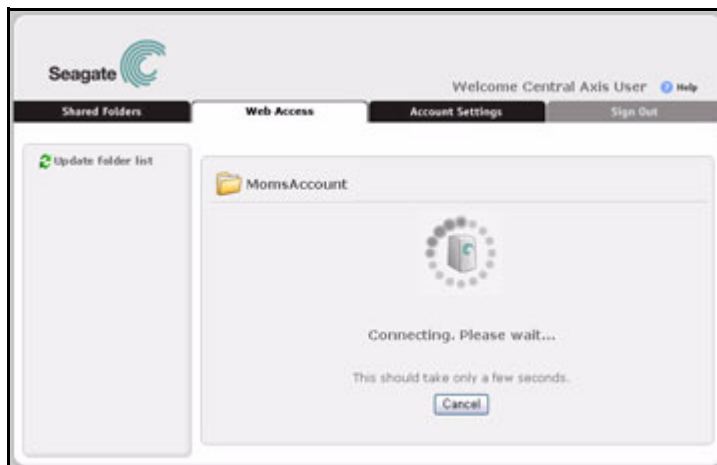 Seagate
Welcome Central Axis User Help
Shared Folders Web Access Account Settings Sign Out
Update folder list
MomsAccount
Connecting. Please wait...
This should take only a few seconds.
Cancel